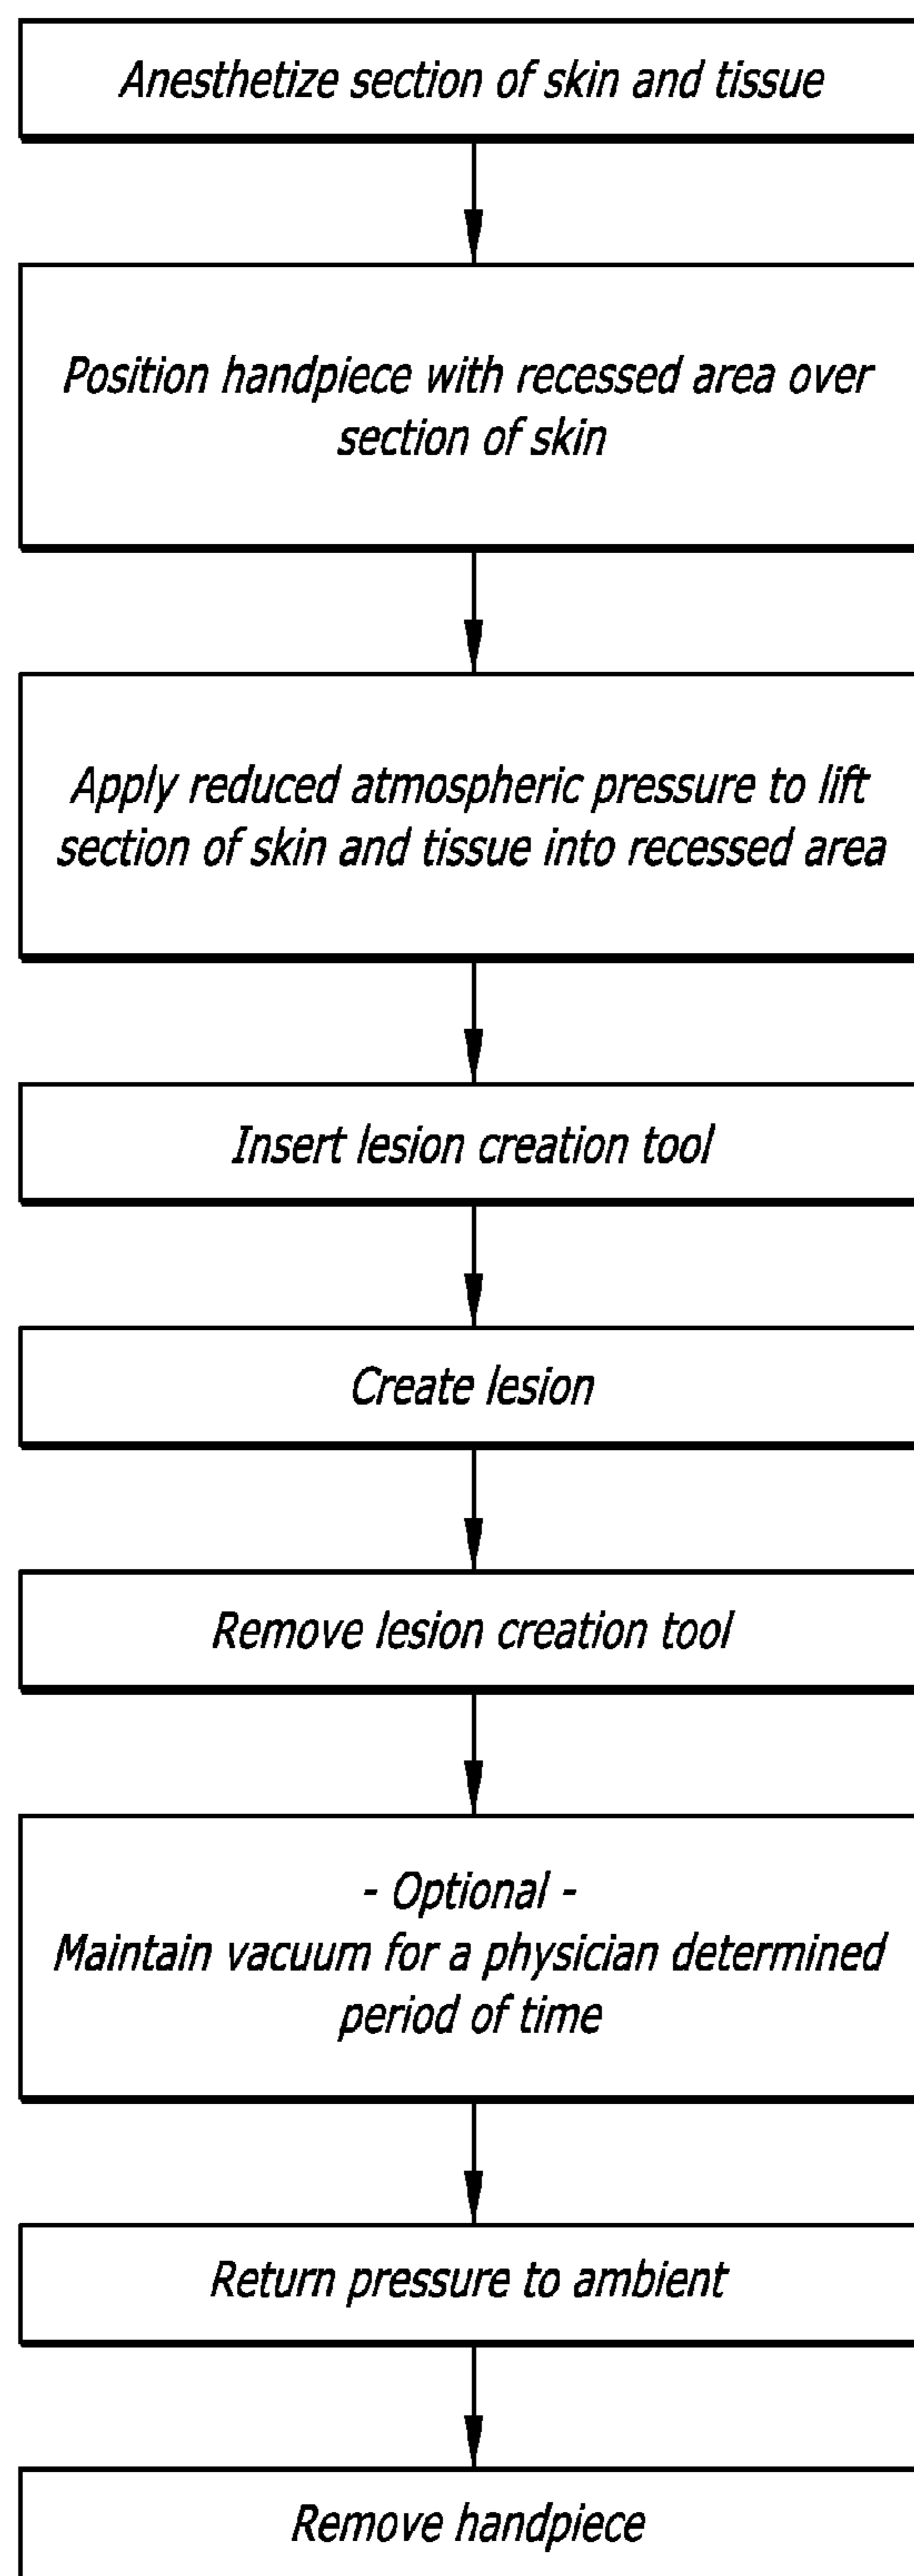 Anesthetize section of skin and tissue
Position handpiece with recessed area over
section of skin
Apply reduced atmospheric pressure to lift
section of skin and tissue into recessed area
Insert lesion creation tool
Create lesion
Remove lesion creation tool
- Optional -
Maintain vacuum for a physician determined
period of time
Return pressure to ambient
Remove handpiece